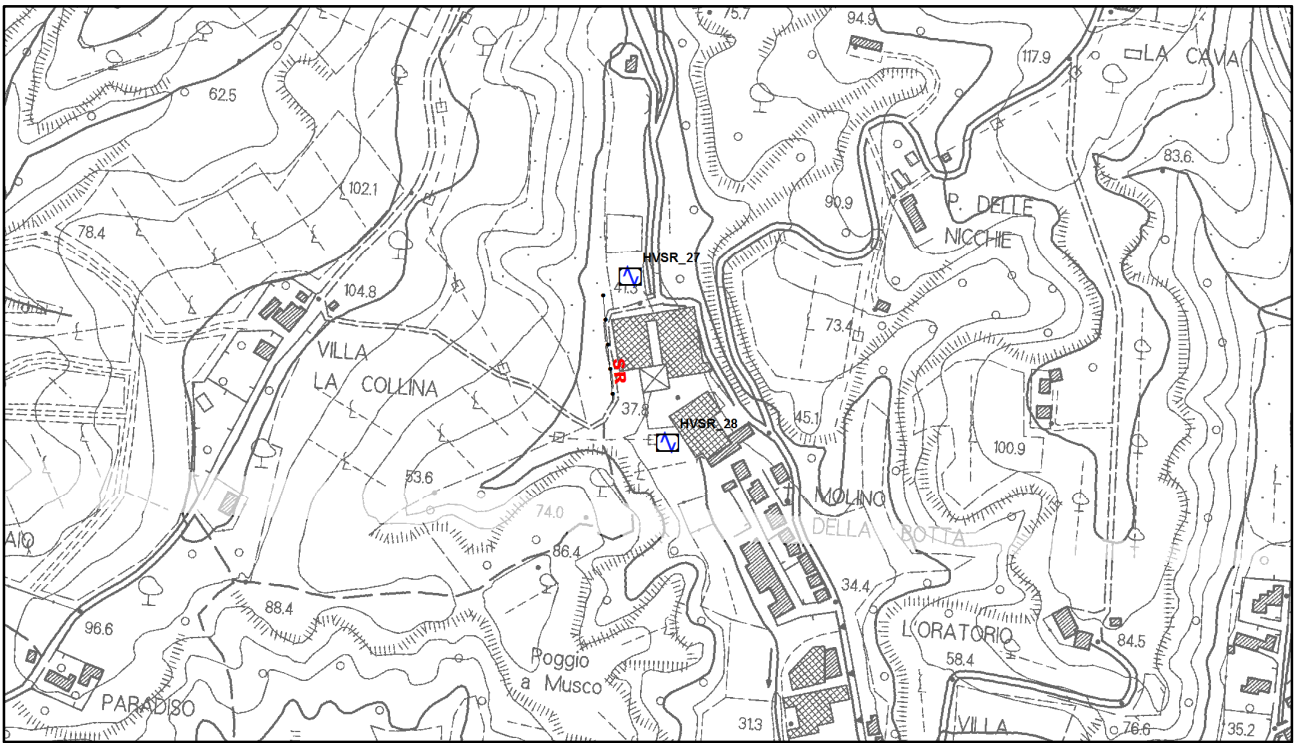 75.7
94.9
117.9
LA CAVA
62.5
83.6.
102.1
90.9
P. DELLE
NICCHIE
78.4
HVSR_27
41.3
104.8
73.4
VILLA
LA COLLINA
SR
37.8
HVSR_28
45.1
100.9
53.6
MOLINO
DELLA BOTTA
74.0
AIO
86.4
34.4
88.4
96.6
L'ORATORIO
84.5
58.4
Poggio
a Musco
PARADISO
31.3
VILLA
76.6
35.2